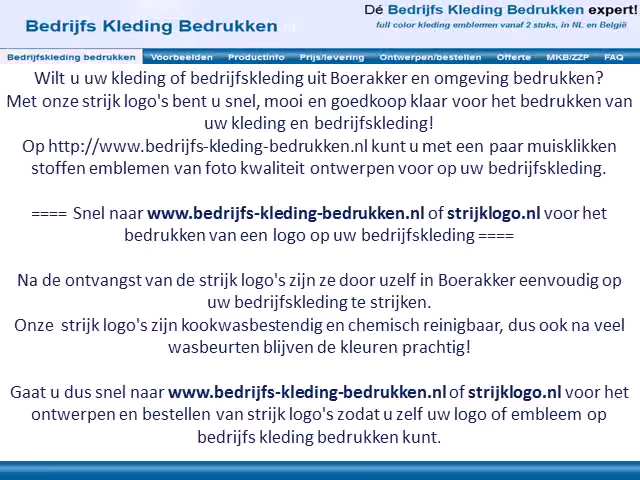 Bedrijfs Kleding Bedrukken
Dé Bedrijfs Kleding Bedrukken expert!
full color kleding emblemen vanaf 2 stuks, in NL en België
Bedrijfskleding bedrukken Voorbeelden Productinfo Prijs/levering Ontwerpen/bestellen Offerte MKB/ZZP FAQ
Wilt u uw kleding of bedrijfskleding uit Boerakker en omgeving bedrukken?
Met onze strijk logo's bent u snel, mooi en goedkoop klaar voor het bedrukken van
uw kleding en bedrijfskleding!
Op http://www.bedrijfs-kleding-bedrukken.nl kunt u met een paar muisklikken
stoffen emblemen van foto kwaliteit ontwerpen voor op uw bedrijfskleding.
==== Snel naar www.bedrijfs-kleding-bedrukken.nl of strijklogo.nl voor het
bedrukken van een logo op uw bedrijfskleding ====
Na de ontvangst van de strijk logo's zijn ze door uzelf in Boerakker eenvoudig op
uw bedrijfskleding te strijken.
Onze strijk logo's zijn kookwasbestendig en chemisch reinigbaar, dus ook na veel
wasbeurten blijven de kleuren prachtig!
Gaat u dus snel naar www.bedrijfs-kleding-bedrukken.nl of strijklogo.nl voor het
ontwerpen en bestellen van strijk logo's zodat u zelf uw logo of embleem op
bedrijfs kleding bedrukken kunt.